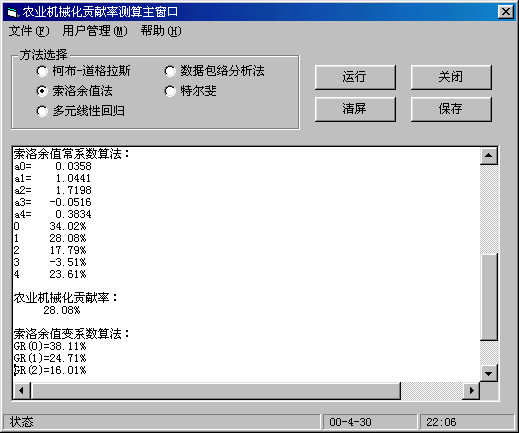 农业机械化贡献率测算主窗口
文件(F) 用户管理(M) 帮助(H)
方法选择
柯布-道格拉斯 数据包络分析法
索洛余值法 特尔斐
多元线性回归
运行 关闭
清屏 保存
索洛余值常系数算法：
a0= 0.0358
a1= 1.0441
a2= 1.7198
a3= -0.0516
a4= 0.3834
0 34.02%
1 28.08%
2 17.79%
3 -3.51%
4 23.61%
农业机械化贡献率：
28.08%
索洛余值变系数算法：
GR(0)=38.11%
GR(1)=24.71%
GR(2)=16.01%
状态 00-4-30 22:06